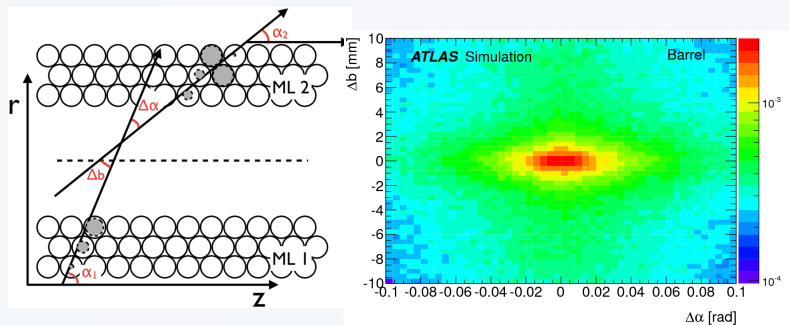 α₂
ML 2
r
Δα
Δb
ML 1
α₁
z
Δb [mm]
ATLAS Simulation
Barrel
10
8
6
4
2
0
-2
-4
-6
-8
-10
-0.1 -0.08 -0.06 -0.04 -0.02 0 0.02 0.04 0.06 0.08 0.1
Δα [rad]
10⁻³
10⁻⁴